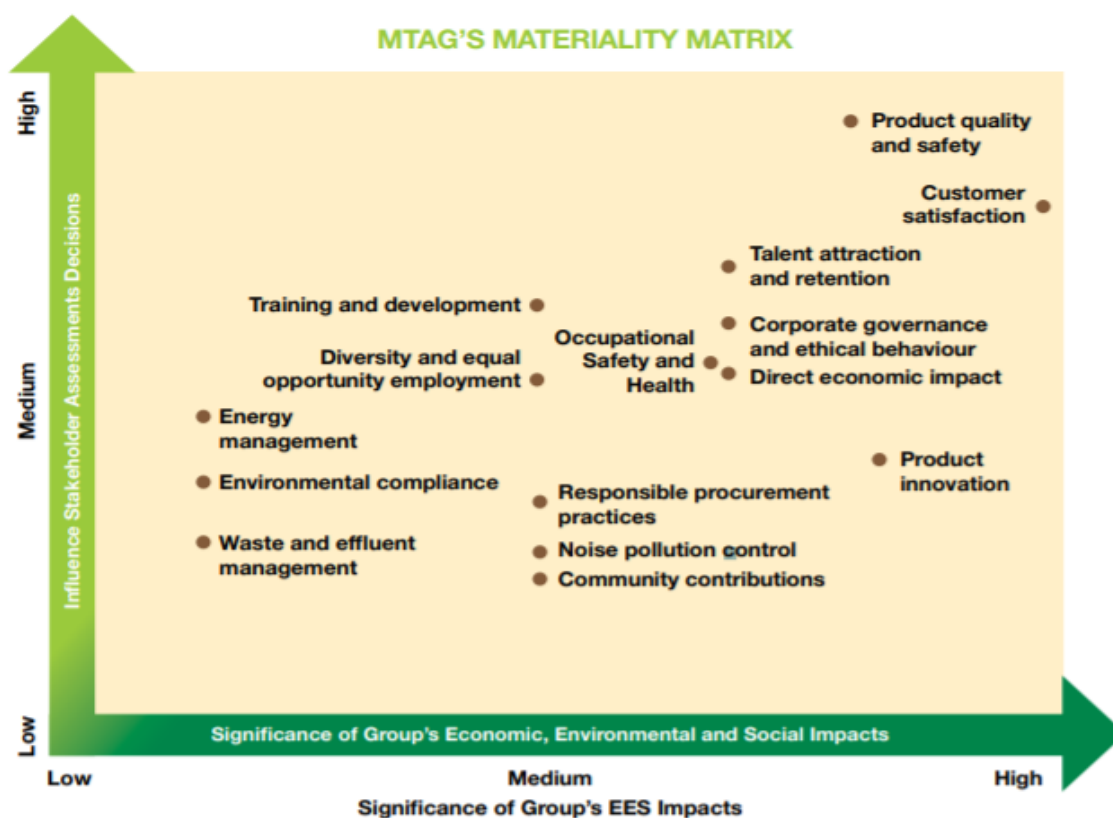 MTAG'S MATERIALITY MATRIX
High
Medium
Low
Influence Stakeholder Assessments Decisions
Product quality
and safety
Customer
satisfaction
Talent attraction
and retention
Training and development
Corporate governance
and ethical behaviour
Occupational
Safety and
Health
Diversity and equal
opportunity employment
Direct economic impact
Energy
management
Product
innovation
Environmental compliance
Responsible procurement
practices
Waste and effluent
management
Noise pollution control
Community contributions
Significance of Group's Economic, Environmental and Social Impacts
Low
Medium
High
Significance of Group's EES Impacts